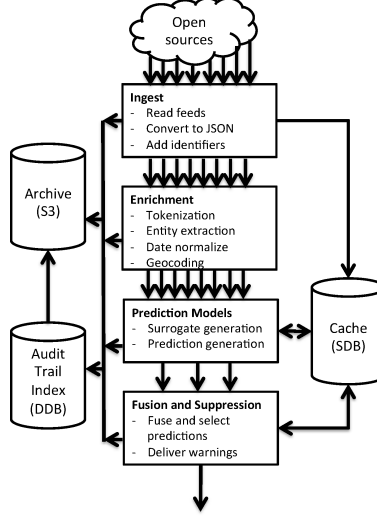 Open
sources
Ingest
- Read feeds
- Convert to JSON
- Add identifiers
Archive
(S3)
Enrichment
- Tokenization
- Entity extraction
- Date normalize
- Geocoding
Prediction Models
- Surrogate generation
- Prediction generation
Cache
(SDB)
Audit
Trail
Index
(DDB)
Fusion and Suppression
- Fuse and select
predictions
- Deliver warnings